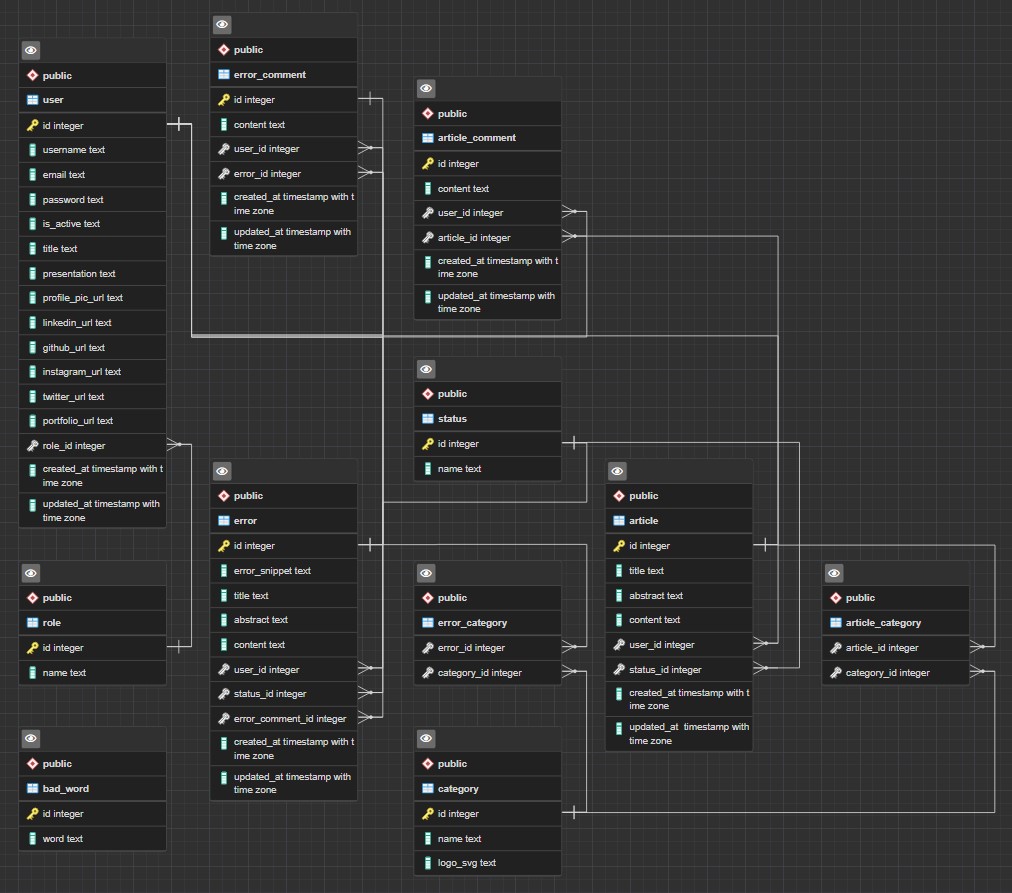 public
user
id integer
username text
email text
password text
is_active text
title text
presentation text
profile_pic_url text
linkedin_url text
github_url text
instagram_url text
twitter_url text
portfolio_url text
role_id integer
created_at timestamp with t
ime zone
updated_at timestamp with
time zone
public
role
id integer
name text
public
bad_word
id integer
word text
public
error_comment
id integer
content text
user_id integer
error_id integer
created_at timestamp with t
ime zone
updated_at timestamp with
time zone
public
error
id integer
error_snippet text
title text
abstract text
content text
user_id integer
status_id integer
error_comment_id integer
created_at timestamp with t
ime zone
updated_at timestamp with
time zone
public
article_comment
id integer
content text
user_id integer
article_id integer
created_at timestamp with t
ime zone
updated_at timestamp with
time zone
public
status
id integer
name text
public
error_category
error_id integer
category_id integer
public
category
id integer
name text
logo_svg text
public
article
id integer
title text
abstract text
content text
user_id integer
status_id integer
created_at timestamp with t
ime zone
updated_at  timestamp with
time zone
public
article_category
article_id integer
category_id integer